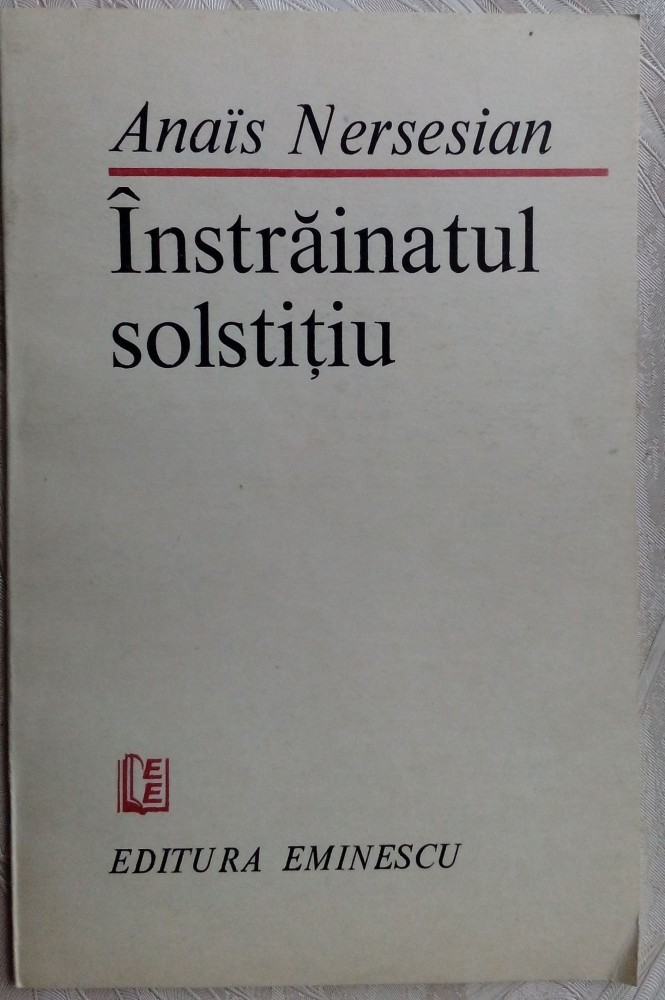 Anaïs Nersesian
Înstrăinatul
solstițiu
E
E
EDITURA EMINESCU